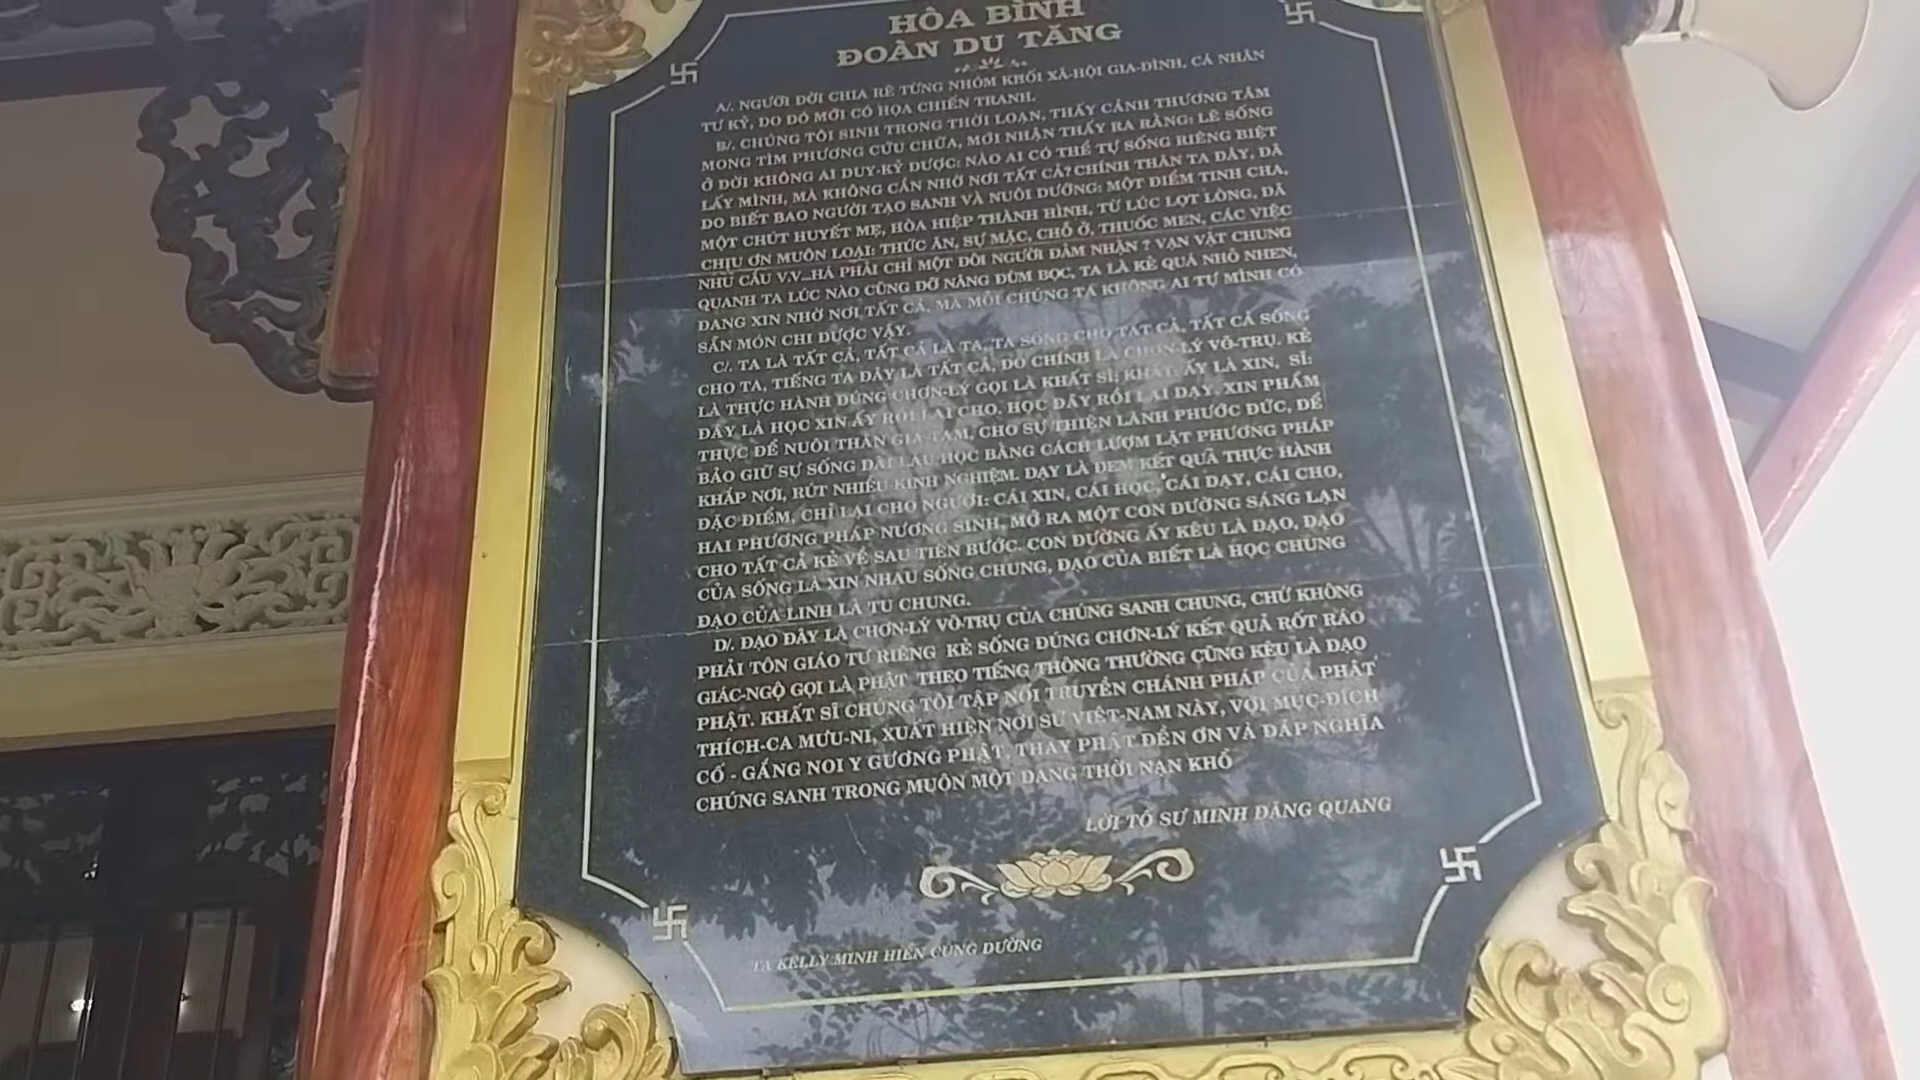 HÒA BÌNH
ĐOÀN DU TĂNG
A/. NGƯỜI ĐỜI CHIA RẼ TỪNG NHÓM KHỐI XÃ-HỘI GIA-ĐÌNH, CÁ NHÂN
TƯ KỶ, DO ĐÓ MỚI CÓ HỌA CHIẾN TRANH.
B/. CHÚNG TÔI SINH TRONG THỜI LOẠN, THẤY CẢNH THƯƠNG TÂM
MONG TÌM PHƯƠNG CỨU CHỮA, MỚI NHẬN THẤY RA RẰNG: LẼ SỐNG
Ở ĐỜI KHÔNG AI DUY-KỶ ĐƯỢC: NÀO AI CÓ THỂ TỰ SỐNG RIÊNG BIỆT
LẤY MÌNH, MÀ KHÔNG CẦN NHỜ NƠI TẤT CẢ? CHÍNH THÂN TA ĐÂY, ĐÃ
DO BIẾT BAO NGƯỜI TẠO SANH VÀ NUÔI DƯỠNG: MỘT ĐIỂM TINH CHA,
MỘT CHÚT HUYẾT MẸ, HÒA HIỆP THÀNH HÌNH, TỪ LÚC LỌT LÒNG, ĐÃ
CHỊU ƠN MUÔN LOẠI: THỨC ĂN, SỰ MẶC, CHỖ Ở, THUỐC MEN, CÁC VIỆC
NHU CẦU V.V...HÁ PHẢI CHỈ MỘT ĐÔI NGƯỜI ĐẢM NHẬN ? VẠN VẬT CHUNG
QUANH TA LÚC NÀO CŨNG ĐỠ NÂNG ĐÙM BỌC, TA LÀ KẺ QUÁ NHỎ NHEN,
ĐANG XIN NHỜ NƠI TẤT CẢ, MÀ MỖI CHÚNG TA KHÔNG AI TỰ MÌNH CÓ
SẴN MÓN CHI ĐƯỢC VẬY.
C/. TA LÀ TẤT CẢ, TẤT CẢ LÀ TA, TA SỐNG CHO TẤT CẢ, TẤT CẢ SỐNG
CHO TA, TIẾNG TA ĐÂY LÀ TẤT CẢ, ĐÓ CHÍNH LÀ CHƠN-LÝ VÕ-TRỤ. KẺ
LÀ THỰC HÀNH ĐÚNG CHƠN-LÝ GỌI LÀ KHẤT SĨ; KHẤT: ẤY LÀ XIN, SĨ:
ĐÂY LÀ HỌC XIN ẤY RỒI LẠI CHO. HỌC ĐÂY RỒI LẠI DẠY, XIN PHẨM
THỰC ĐỂ NUÔI THÂN GIẢ TẠM, CHO SỰ THIỆN LÀNH PHƯỚC ĐỨC, ĐỂ
BẢO GIỮ SỰ SỐNG DÀI LÂU HỌC BẰNG CÁCH LƯỢM LẶT PHƯƠNG PHÁP
KHẮP NƠI, RÚT NHIỀU KINH NGHIỆM. DẠY LÀ ĐEM KẾT QUẢ THỰC HÀNH
ĐẶC ĐIỂM, CHỈ LẠI CHO NGƯỜI: CÁI XIN, CÁI HỌC, CÁI DẠY, CÁI CHO,
HAI PHƯƠNG PHÁP NƯƠNG SINH, MỞ RA MỘT CON ĐƯỜNG SÁNG LẠN
CHO TẤT CẢ KẺ VỀ SAU TIẾN BƯỚC. CON ĐƯỜNG ẤY KÊU LÀ ĐẠO, ĐẠO
CỦA SỐNG LÀ XIN NHAU SỐNG CHUNG, ĐẠO CỦA BIẾT LÀ HỌC CHUNG
ĐẠO CỦA LINH LÀ TU CHUNG.
D/. ĐẠO ĐÂY LÀ CHƠN-LÝ VÕ-TRỤ CỦA CHÚNG SANH CHUNG, CHỨ KHÔNG
PHẢI TÔN GIÁO TƯ RIÊNG KẺ SỐNG ĐÚNG CHƠN-LÝ KẾT QUẢ RỐT RÁO
GIÁC-NGỘ GỌI LÀ PHẬT THEO TIẾNG THÔNG THƯỜNG CŨNG KÊU LÀ ĐẠO
PHẬT. KHẤT SĨ CHÚNG TÔI TẬP NỐI TRUYỀN CHÁNH PHÁP CỦA PHẬT
THÍCH-CA MƯU-NI, XUẤT HIỆN NƠI SỨ VIỆT-NAM NÀY, VỚI MỤC-ĐÍCH
CỐ - GẮNG NOI Y GƯƠNG PHẬT, THAY PHẬT ĐỀN ƠN VÀ ĐÁP NGHĨA
CHÚNG SANH TRONG MUÔN MỘT ĐANG THỜI NẠN KHỔ
LỜI TỔ SƯ MINH ĐĂNG QUANG
TẠ KELLY MINH HIỀN CÚNG DƯỜNG